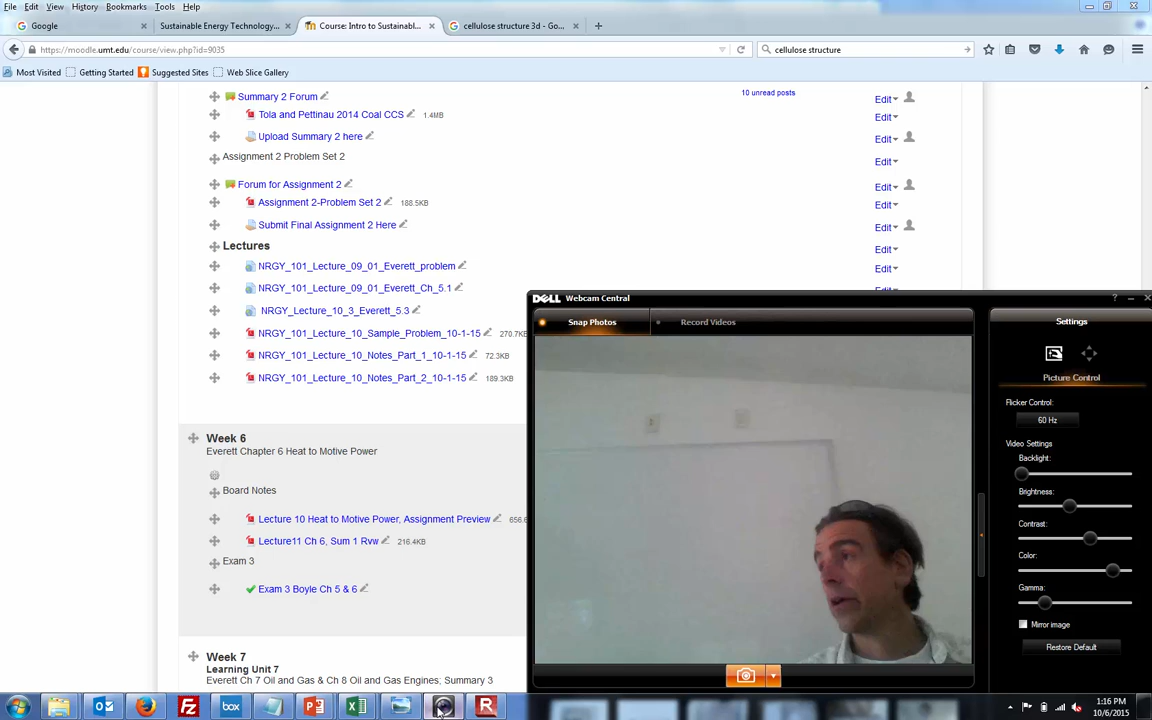 File Edit View History Bookmarks Tools Help
Google
Sustainable Energy Technology...
Course: Intro to Sustainabl...
cellulose structure 3d - Go...
https://moodle.umt.edu/course/view.php?id=9035
cellulose structure
Most Visited Getting Started Suggested Sites Web Slice Gallery
Summary 2 Forum
10 unread posts
Edit
Tola and Pettinau 2014 Coal CCS 1.4MB
Edit
Upload Summary 2 here
Edit
Assignment 2 Problem Set 2
Edit
Forum for Assignment 2
Edit
Assignment 2-Problem Set 2 188.5KB
Edit
Submit Final Assignment 2 Here
Edit
Lectures
Edit
NRGY_101_Lecture_09_01_Everett_problem
Edit
NRGY_101_Lecture_09_01_Everett_Ch_5.1
Edit
NRGY_Lecture_10_3_Everett_5.3
NRGY_101_Lecture_10_Sample_Problem_10-1-15 270.7K
NRGY_101_Lecture_10_Notes_Part_1_10-1-15 72.3KB
NRGY_101_Lecture_10_Notes_Part_2_10-1-15 189.3KB
Week 6
Everett Chapter 6 Heat to Motive Power
Board Notes
Lecture 10 Heat to Motive Power, Assignment Preview 656.6
Lecture11 Ch 6, Sum 1 Rvw 216.4KB
Exam 3
Exam 3 Boyle Ch 5 & 6
Week 7
Learning Unit 7
Everett Ch 7 Oil and Gas & Ch 8 Oil and Gas Engines; Summary 3
DELL Webcam Central
Snap Photos
Record Videos
Settings
Picture Control
Flicker Control:
60 Hz
Video Settings
Backlight:
Brightness:
Contrast:
Color:
Gamma:
Mirror image
Restore Default
box
1:16 PM
10/6/2015